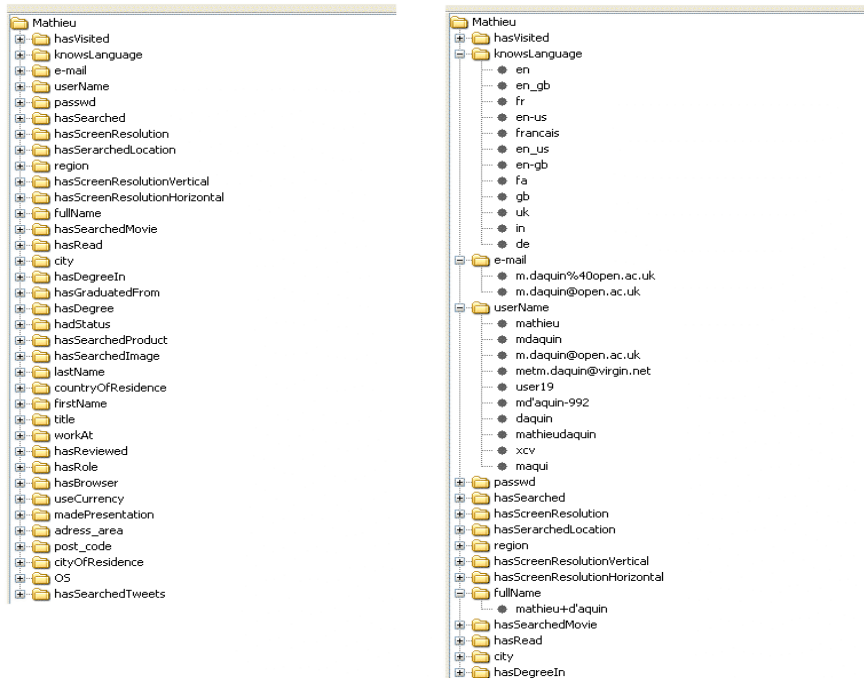 Mathieu
hasVisited
knowsLanguage
e-mail
userName
passwd
hasSearched
hasScreenResolution
hasSerarchedLocation
region
hasScreenResolutionVertical
hasScreenResolutionHorizontal
fullName
hasSearchedMovie
hasRead
city
hasDegreeIn
hasGraduatedFrom
hasDegree
hadStatus
hasSearchedProduct
hasSearchedImage
lastName
countryOfResidence
firstName
title
workAt
hasReviewed
hasRole
hasBrowser
useCurrency
madePresentation
adress_area
post_code
cityOfResidence
OS
hasSearchedTweets
Mathieu
hasVisited
knowsLanguage
en
en_gb
fr
en-us
francais
en_us
en-gb
fa
gb
uk
in
de
e-mail
m.daquin%40open.ac.uk
m.daquin@open.ac.uk
userName
mathieu
mdaquin
m.daquin@open.ac.uk
metm.daquin@virgin.net
user19
md'aquin-992
daquin
mathieudaquin
xcv
maqui
passwd
hasSearched
hasScreenResolution
hasSerarchedLocation
region
hasScreenResolutionVertical
hasScreenResolutionHorizontal
fullName
mathieu+d'aquin
hasSearchedMovie
hasRead
city
hasDegreeIn